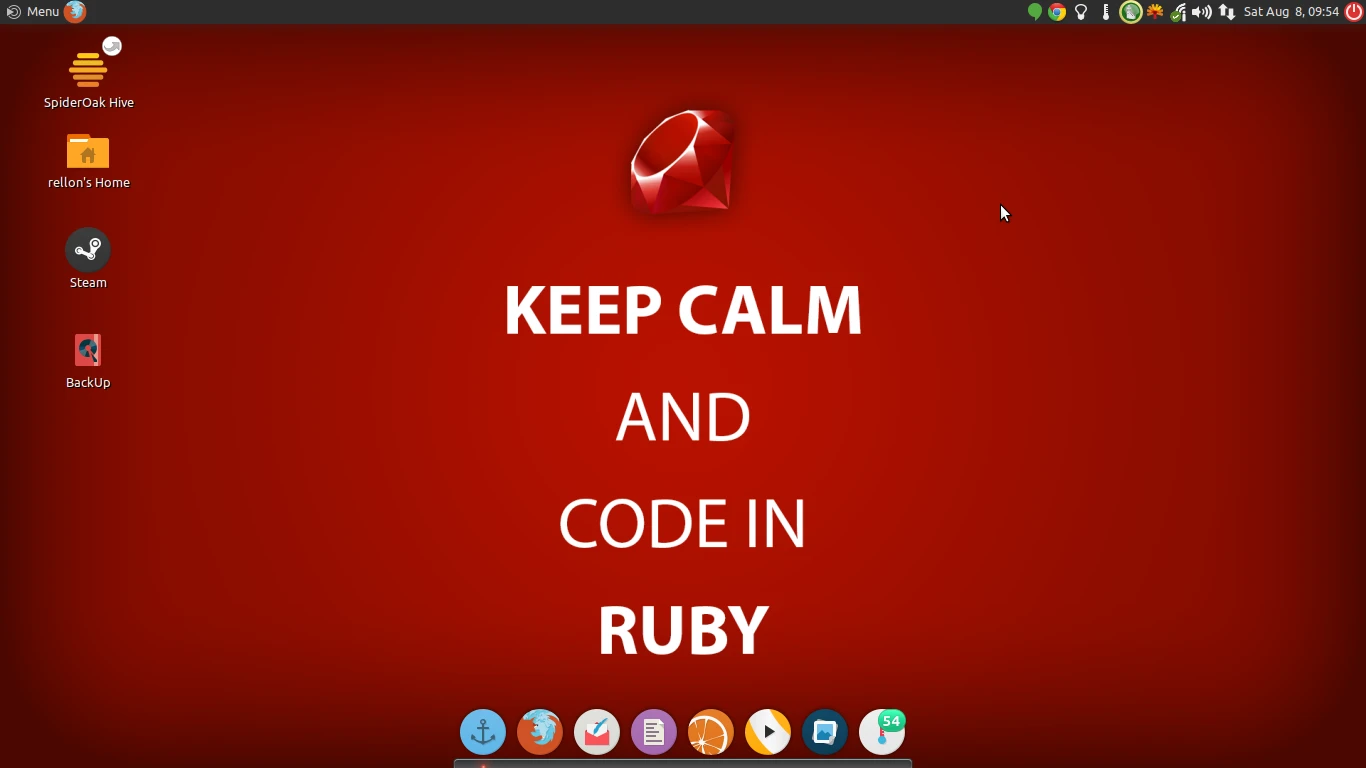 Menu
Sat Aug 8, 09:54
SpiderOak Hive
rellon's Home
Steam
BackUp
KEEP CALM
AND
CODE IN
RUBY
54